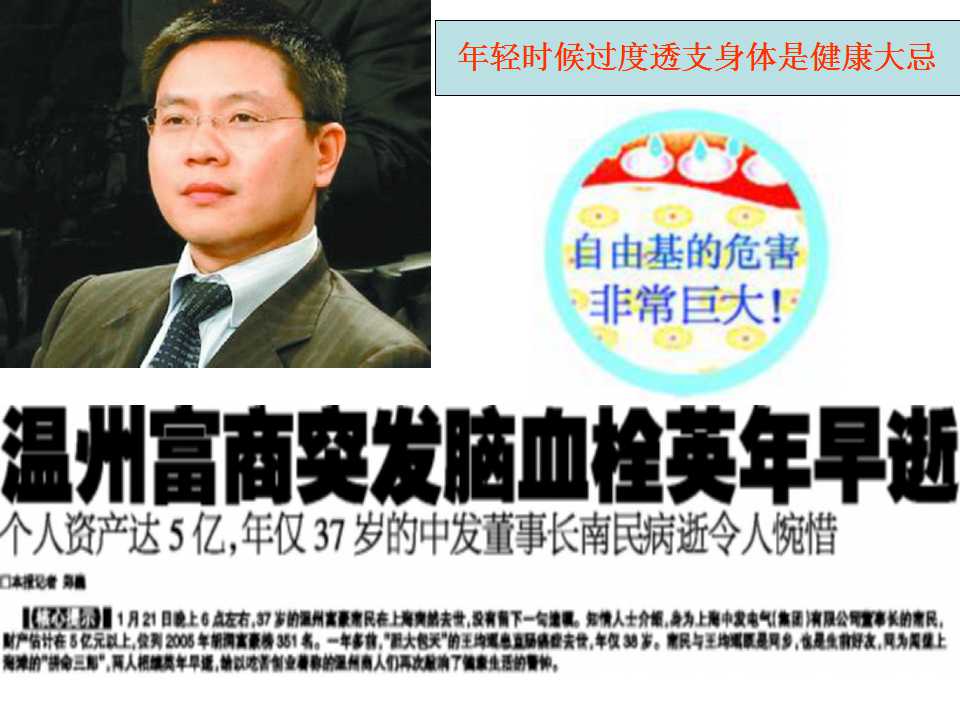 年轻时候过度透支身体是健康大忌
自由基的危害
非常巨大!
温州富商突发脑血栓英年早逝
个人资产达5亿,年仅37岁的中发董事长南民病逝令人惋惜
□本报记者
【核心提示】1月21日晚上6点左右,37岁的温州富豪南民在上海突然去世,没有留下一句遗嘱。知情人士介绍,身为上海中发电气(集团)有限公司董事长的南民,
财产估计在5亿元以上,位列2005年胡润富豪榜351名。一年多前,“胆大包天”的王均瑶患直肠癌症去世,年仅38岁。南民与王均瑶既是同乡,也是生前好友,同为闯荡上
海滩的“拼命三郎”,两人相继英年早逝,给以吃苦创业著称的温州商人们再次敲响了健康生活的警钟。